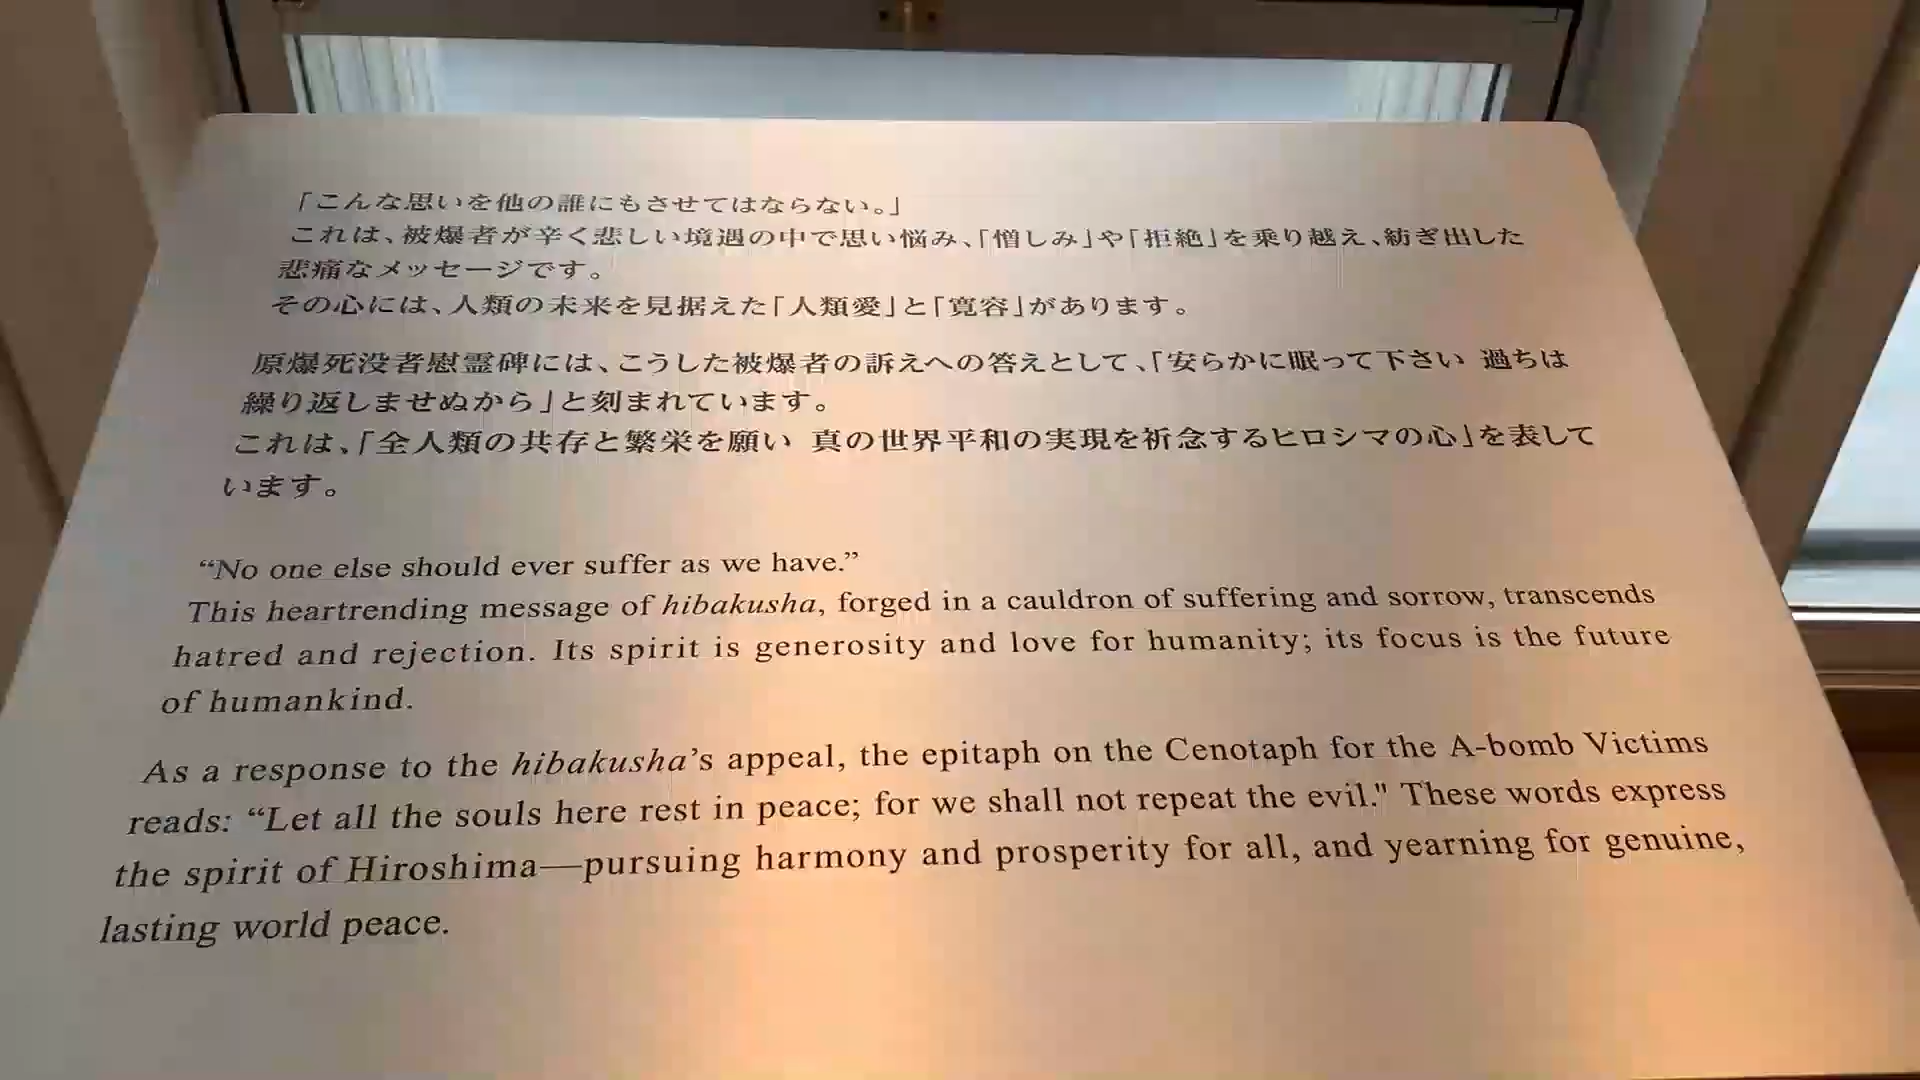 「こんな思いを他の誰にもさせてはならない。」
これは、被爆者が辛く悲しい境遇の中で思い悩み、「憎しみ」や「拒絶」を乗り越え、紡ぎ出した
悲痛なメッセージです。
その心には、人類の未来を見据えた「人類愛」と「寛容」があります。
原爆死没者慰霊碑には、こうした被爆者の訴えへの答えとして、「安らかに眠って下さい 過ちは
繰り返しませぬから」と刻まれています。
これは、「全人類の共存と繁栄を願い 真の世界平和の実現を祈念するヒロシマの心」を表して
います。
“No one else should ever suffer as we have.”
This heartrending message of hibakusha, forged in a cauldron of suffering and sorrow, transcends
hatred and rejection. Its spirit is generosity and love for humanity; its focus is the future
of humankind.
As a response to the hibakusha’s appeal, the epitaph on the Cenotaph for the A-bomb Victims
reads: “Let all the souls here rest in peace; for we shall not repeat the evil." These words express
the spirit of Hiroshima—pursuing harmony and prosperity for all, and yearning for genuine,
lasting world peace.